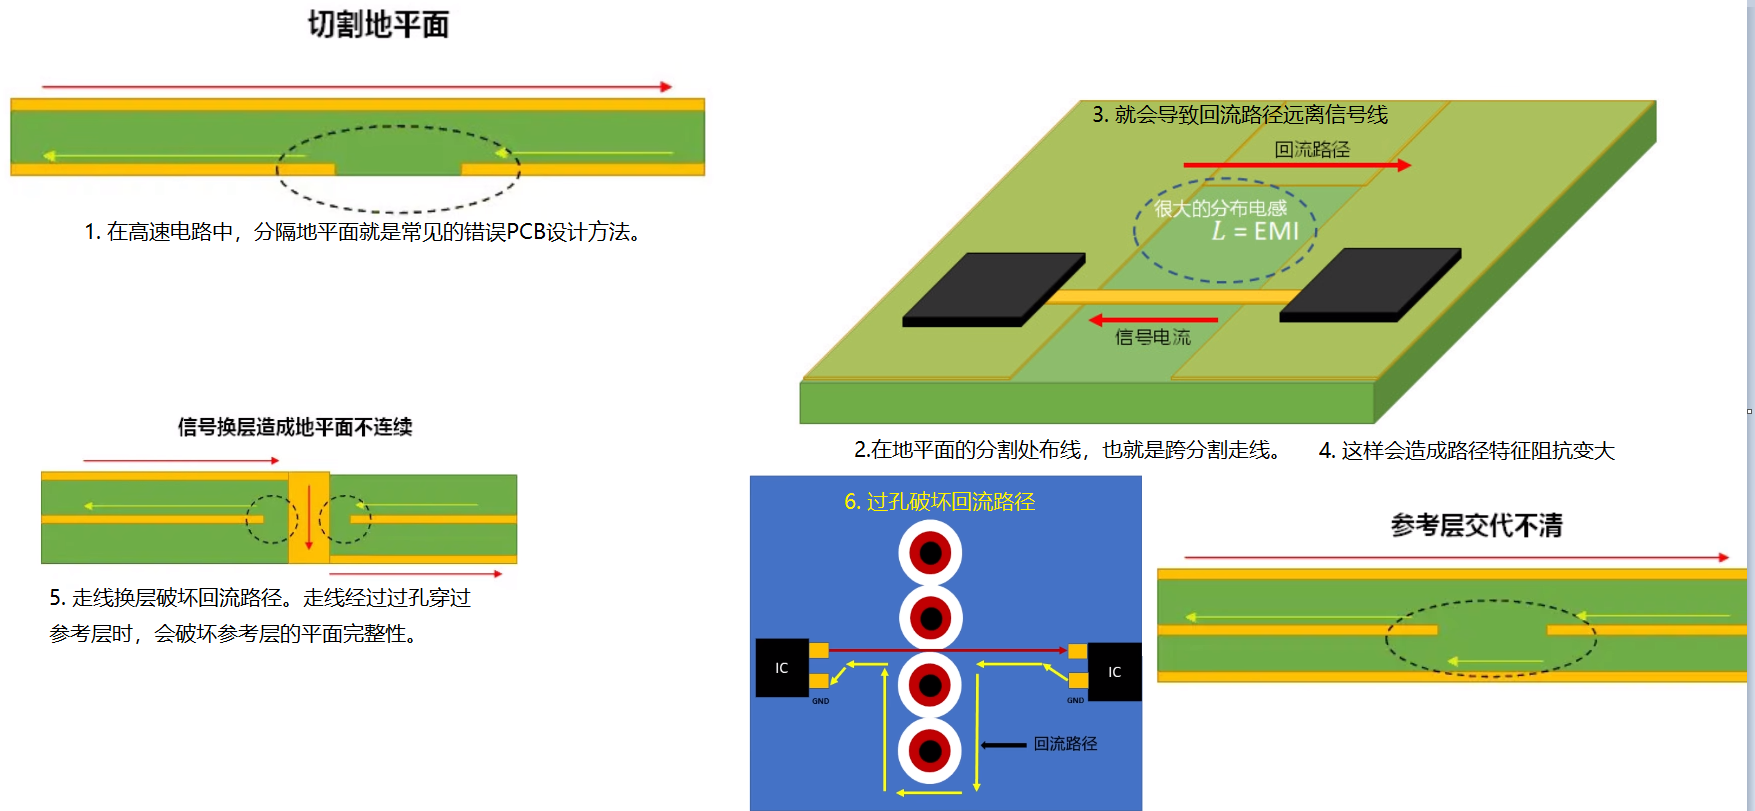 切割地平面
1. 在高速电路中，分隔地平面就是常见的错误PCB设计方法。
3. 就会导致回流路径远离信号线
回流路径
很大的分布电感
L = EMI
信号电流
2.在地平面的分割处布线，也就是跨分割走线。
4. 这样会造成路径特征阻抗变大
信号换层造成地平面不连续
5. 走线换层破坏回流路径。走线经过过孔穿过
参考层时，会破坏参考层的平面完整性。
6. 过孔破坏回流路径
IC
GND
IC
GND
回流路径
参考层交代不清